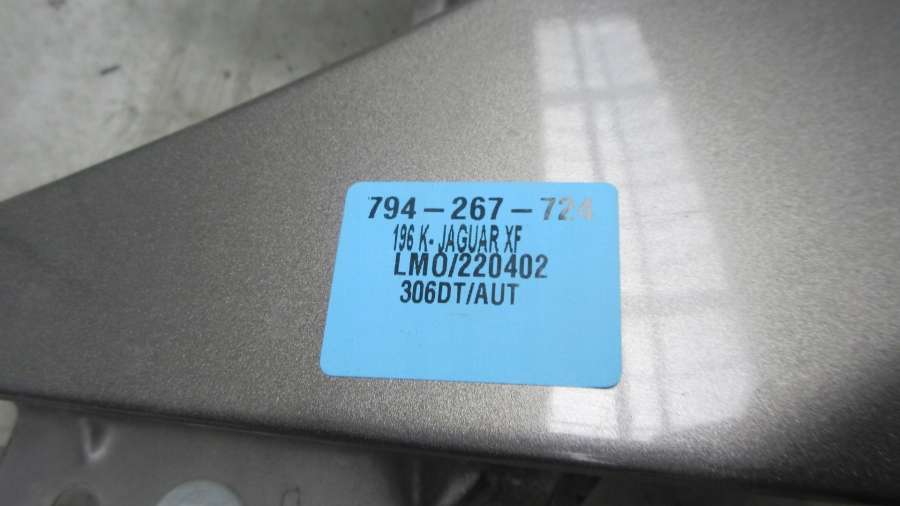 794-267-724
196 K- JAGUAR XF
LMO/220402
306DT/AUT